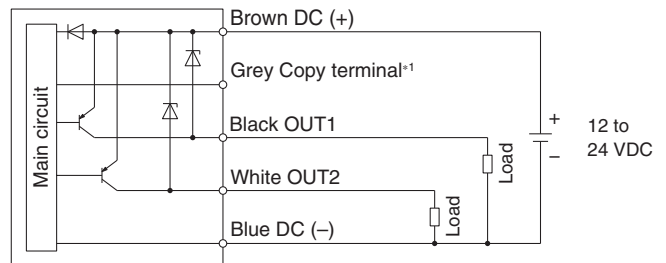 Brown DC (+)
Grey Copy terminal*1
Black OUT1
White OUT2
Blue DC (–)
Main circuit
Load
Load
+
–
12 to
24 VDC